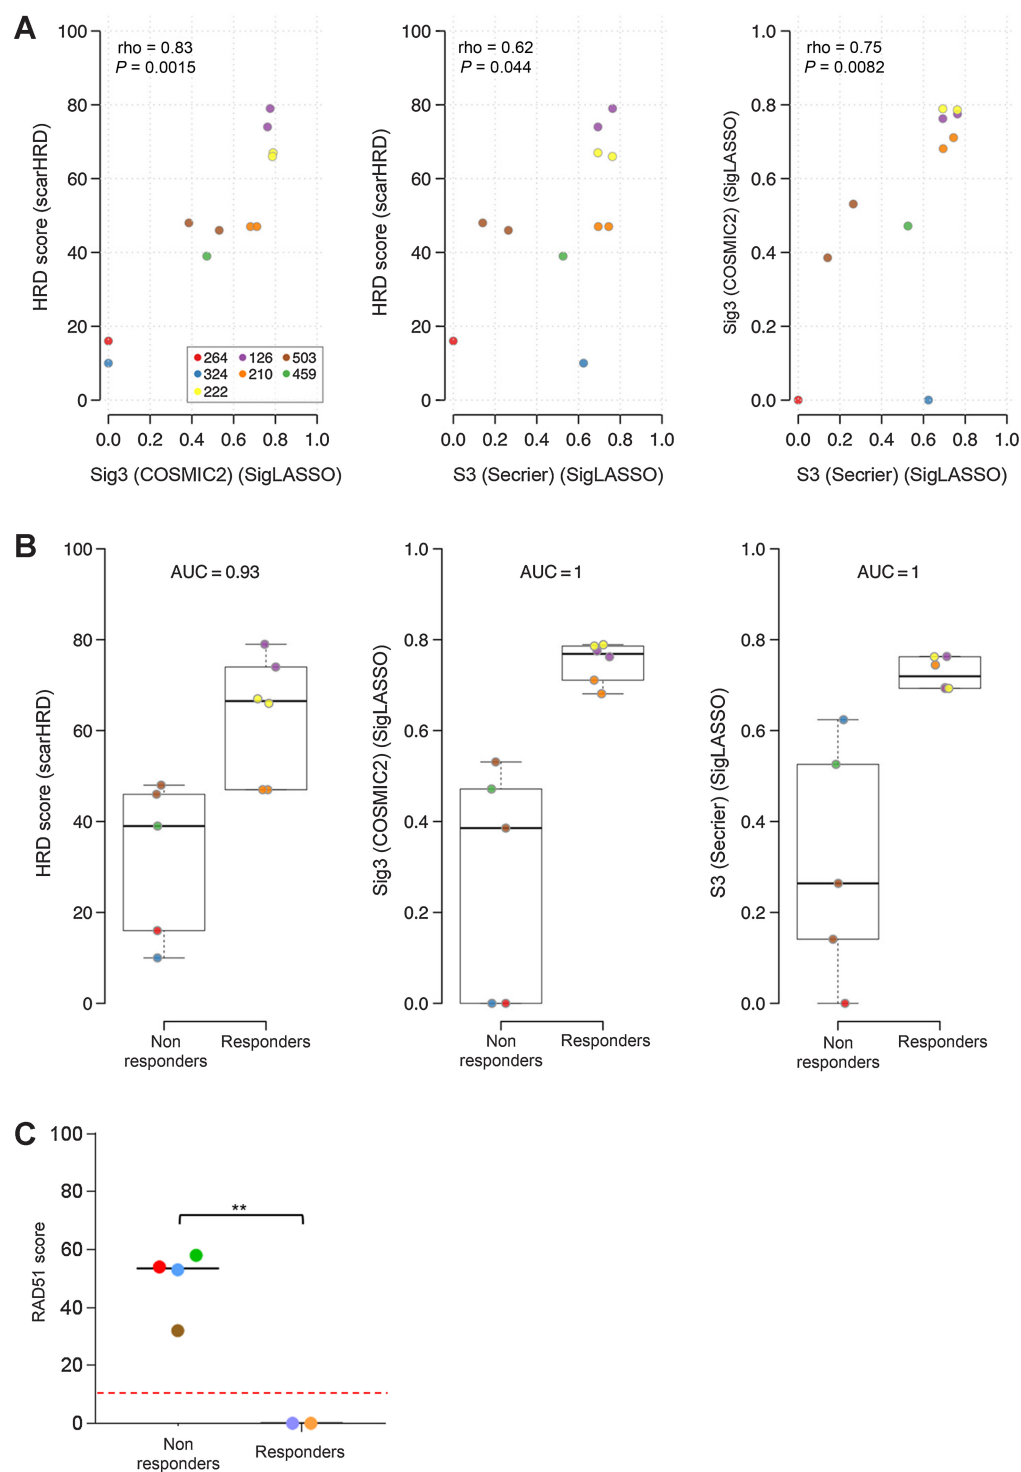 A
rho = 0.83
P = 0.0015
HRD score (scarHRD)
100
80
60
40
20
0
264 126 503
324 210 459
222
0.0 0.2 0.4 0.6 0.8 1.0
Sig3 (COSMIC2) (SigLASSO)
rho = 0.62
P = 0.044
HRD score (scarHRD)
100
80
60
40
20
0
0.0 0.2 0.4 0.6 0.8 1.0
S3 (Secrier) (SigLASSO)
rho = 0.75
P = 0.0082
Sig3 (COSMIC2) (SigLASSO)
1.0
0.8
0.6
0.4
0.2
0.0
0.0 0.2 0.4 0.6 0.8 1.0
S3 (Secrier) (SigLASSO)
B
AUC = 0.93
HRD score (scarHRD)
100
80
60
40
20
0
Non
responders
Responders
AUC = 1
Sig3 (COSMIC2) (SigLASSO)
1.0
0.8
0.6
0.4
0.2
0.0
Non
responders
Responders
AUC = 1
S3 (Secrier) (SigLASSO)
1.0
0.8
0.6
0.4
0.2
0.0
Non
responders
Responders
C
RAD51 score
100
80
60
40
20
0
**
Non
responders
Responders